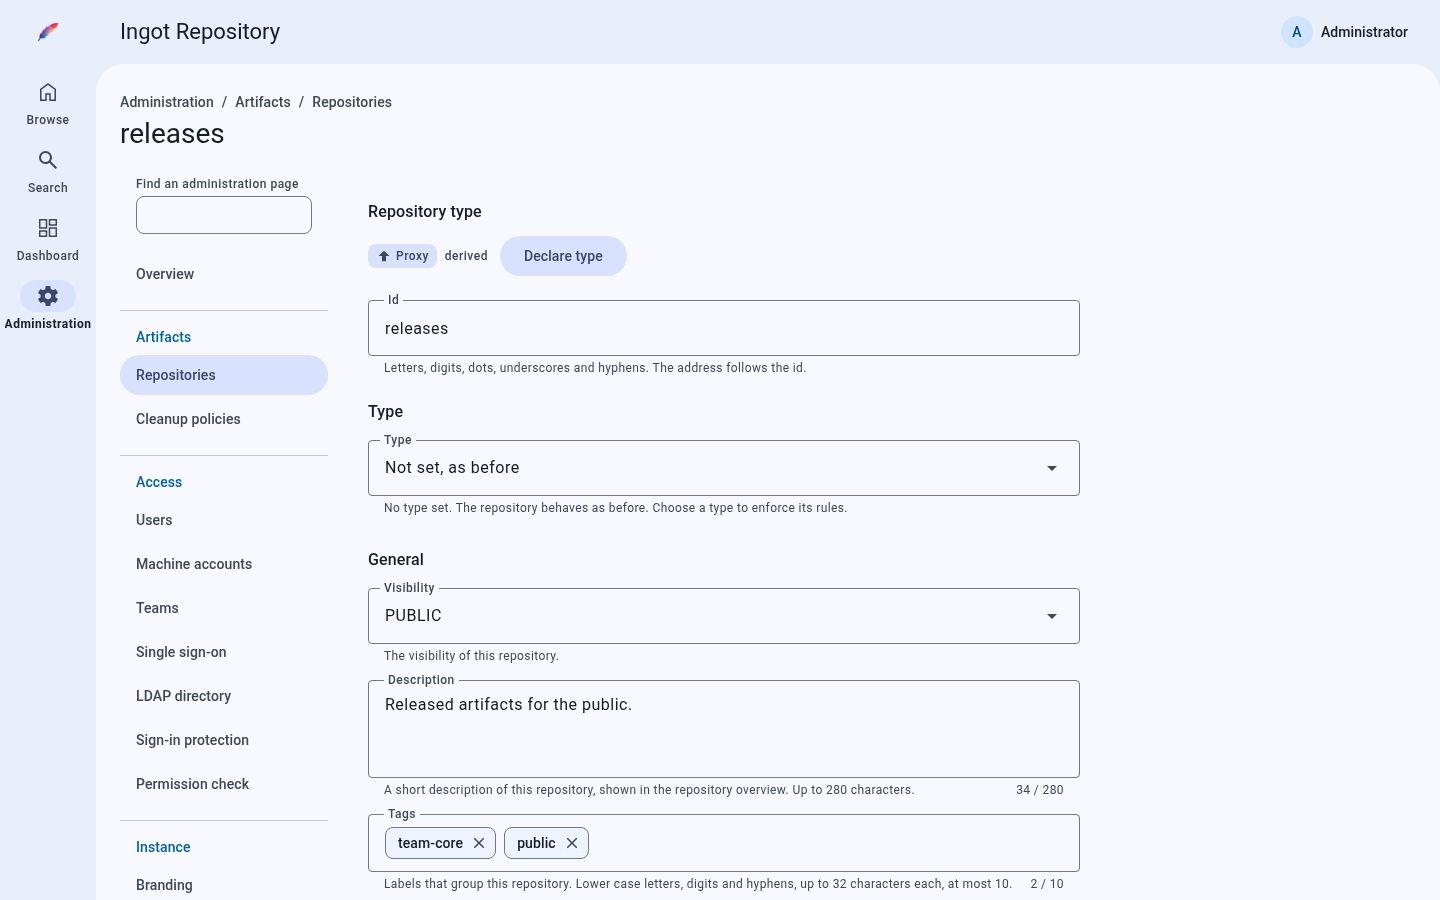 Ingot Repository
A
Administrator
Browse
Search
Dashboard
Administration
Administration / Artifacts / Repositories
releases
Find an administration page
Overview
Artifacts
Repositories
Cleanup policies
Access
Users
Machine accounts
Teams
Single sign-on
LDAP directory
Sign-in protection
Permission check
Instance
Branding
Repository type
Proxy derived Declare type
Id
releases
Letters, digits, dots, underscores and hyphens. The address follows the id.
Type
Type
Not set, as before
No type set. The repository behaves as before. Choose a type to enforce its rules.
General
Visibility
PUBLIC
The visibility of this repository.
Description
Released artifacts for the public.
A short description of this repository, shown in the repository overview. Up to 280 characters. 34 / 280
Tags
team-core public
Labels that group this repository. Lower case letters, digits and hyphens, up to 32 characters each, at most 10. 2 / 10